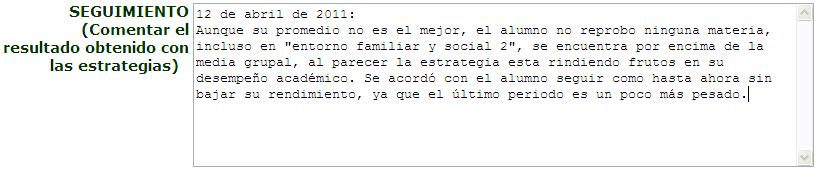 SEGUIMIENTO
(Comentar el
resultado obtenido con
las estrategias)
12 de abril de 2011:
Aunque su promedio no es el mejor, el alumno no reprobo ninguna materia,
incluso en "entorno familiar y social 2", se encuentra por encima de la
media grupal, al parecer la estrategia esta rindiendo frutos en su
desempeño académico. Se acordó con el alumno seguir como hasta ahora sin
bajar su rendimiento, ya que el último periodo es un poco más pesado.